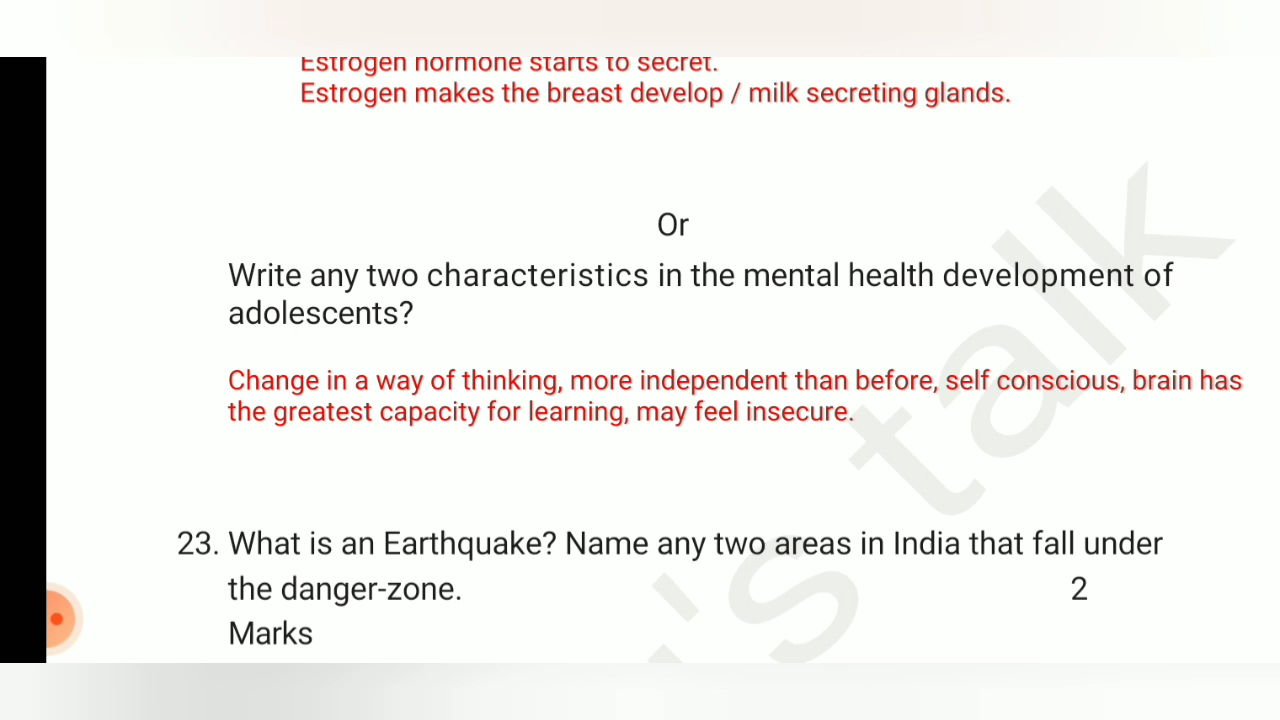 Estrogen hormone starts to secret.
Estrogen makes the breast develop / milk secreting glands.
Or
Write any two characteristics in the mental health development of
adolescents?
Change in a way of thinking, more independent than before, self conscious, brain has
the greatest capacity for learning, may feel insecure.
23. What is an Earthquake? Name any two areas in India that fall under
the danger-zone. 2
Marks
's talk